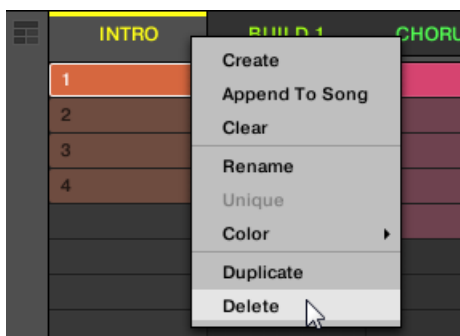 INTRO
BUILD 1
CHORU
1
2
3
4
Create
Append To Song
Clear
Rename
Unique
Color
Duplicate
Delete